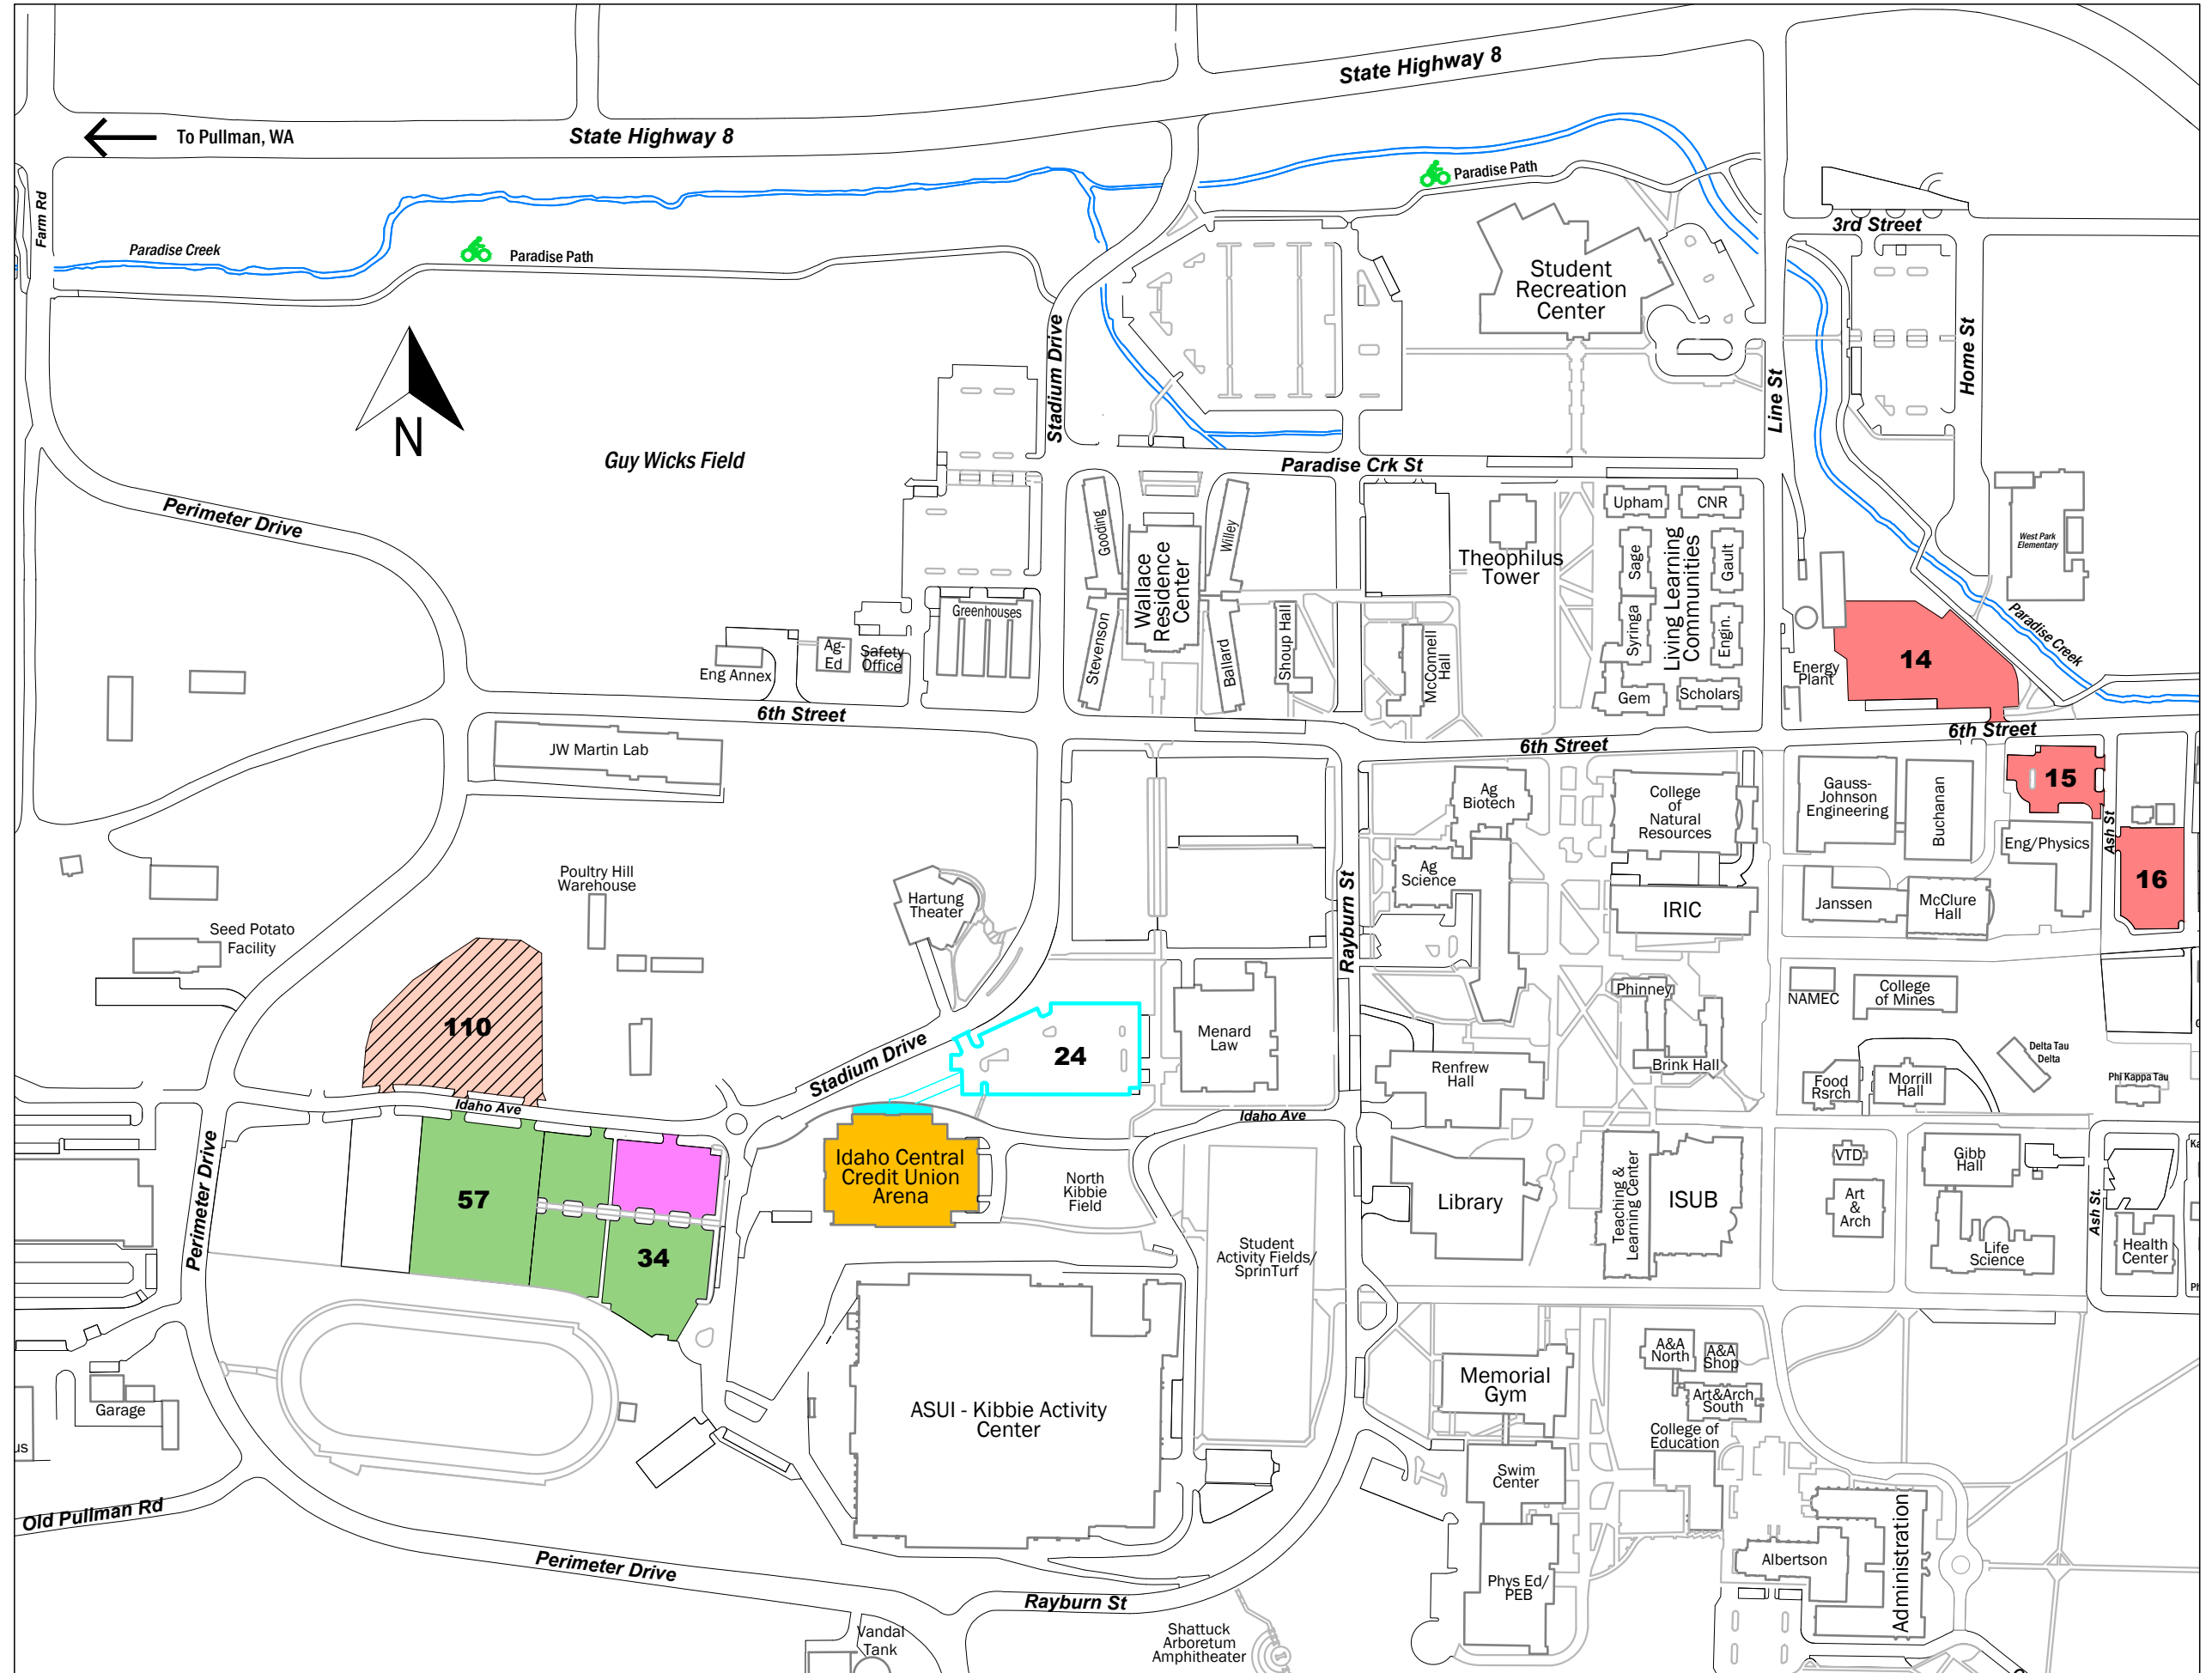 State Highway 8
To Pullman, WA
State Highway 8
Paradise Path
Farm Rd
3rd Street
Paradise Creek
Paradise Path
Student
Recreation
Center
Stadium Drive
Line St
Home St
N
Guy Wicks Field
Paradise Crk St
Perimeter Drive
Gooding
Willey
Wallace
Residence
Center
Stevenson
Ballard
Shoup Hall
McConnell
Hall
Theophilus
Tower
Upham
CNR
Sage
Gault
Living Learning
Communities
Syringa
Engin.
Gem
Scholars
West Park
Elementary
Paradise Creek
Energy
Plant
14
Greenhouses
Ag-
Ed
Safety
Office
Eng Annex
6th Street
6th Street
6th Street
JW Martin Lab
Ag
Biotech
College
of
Natural
Resources
Gauss-
Johnson
Engineering
Buchanan
15
Ash St
Eng/Physics
16
Poultry Hill
Warehouse
Hartung
Theater
Rayburn St
Ag
Science
IRIC
Janssen
McClure
Hall
Seed Potato
Facility
110
Phinney
NAMEC
College
of Mines
Stadium Drive
24
Menard
Law
Renfrew
Hall
Brink Hall
Food
Rsrch
Morrill
Hall
Delta Tau
Delta
Phi Kappa Tau
Idaho Ave
Idaho Ave
Perimeter Drive
57
34
Idaho Central
Credit Union
Arena
North
Kibbie
Field
Student
Activity Fields/
SprinTurf
Library
Teaching &
Learning Center
ISUB
VTD
Art
&
Arch
Gibb
Hall
Life
Science
Ash St.
Health
Center
Garage
ASUI - Kibbie Activity
Center
Memorial
Gym
A&A
North
A&A
Shop
Art&Arch
South
College of
Education
Swim
Center
Old Pullman Rd
Perimeter Drive
Rayburn St
Phys Ed/
PEB
Albertson
Administration
Vandal
Tank
Shattuck
Arboretum
Amphitheater